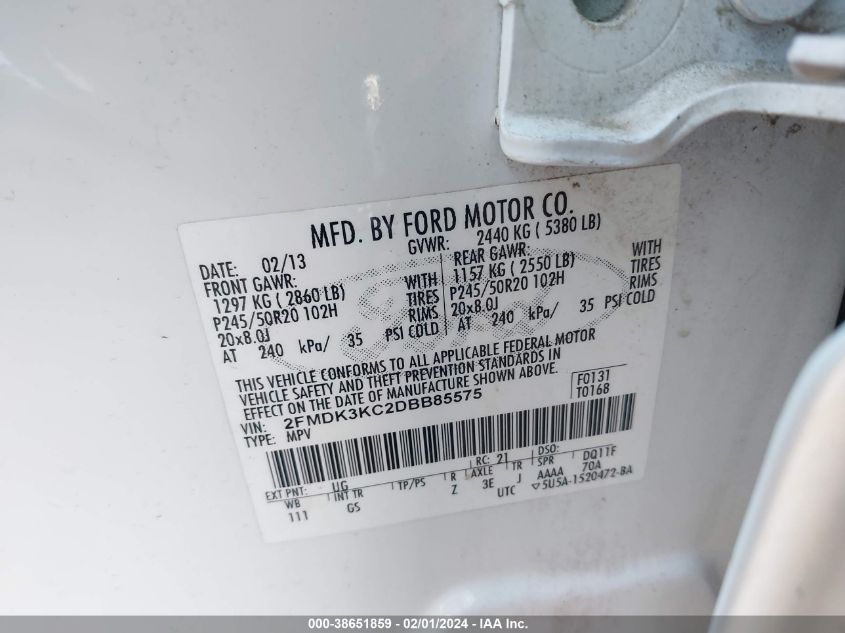 MFD. BY FORD MOTOR CO.
DATE: 02/13
GVWR: 2440 KG ( 5380 LB)
FRONT GAWR:
1297 KG ( 2860 LB)
P245/50R20 102H
20x8.0J
WITH
TIRES
RIMS
AT 240 kPa/ 35 PSI COLD
REAR GAWR:
1157 KG ( 2550 LB)
P245/50R20 102H
20x8.0J
WITH
TIRES
RIMS
AT 240 kPa/ 35 PSI COLD
THIS VEHICLE CONFORMS TO ALL APPLICABLE FEDERAL MOTOR
VEHICLE SAFETY AND THEFT PREVENTION STANDARDS IN
EFFECT ON THE DATE OF MANUFACTURE SHOWN ABOVE.
VIN: 2FMDK3KC2DBB85575
TYPE: MPV
F0131
T0168
EXT PNT: UG RC: 21 DSO:
WB INT TR TP/PS R AXLE TR SPR DQ11F
111 GS Z 3E J AAAA 70A
UTC ▽5U5A-1520472-BA
000-38651859 - 02/01/2024 - IAA Inc.